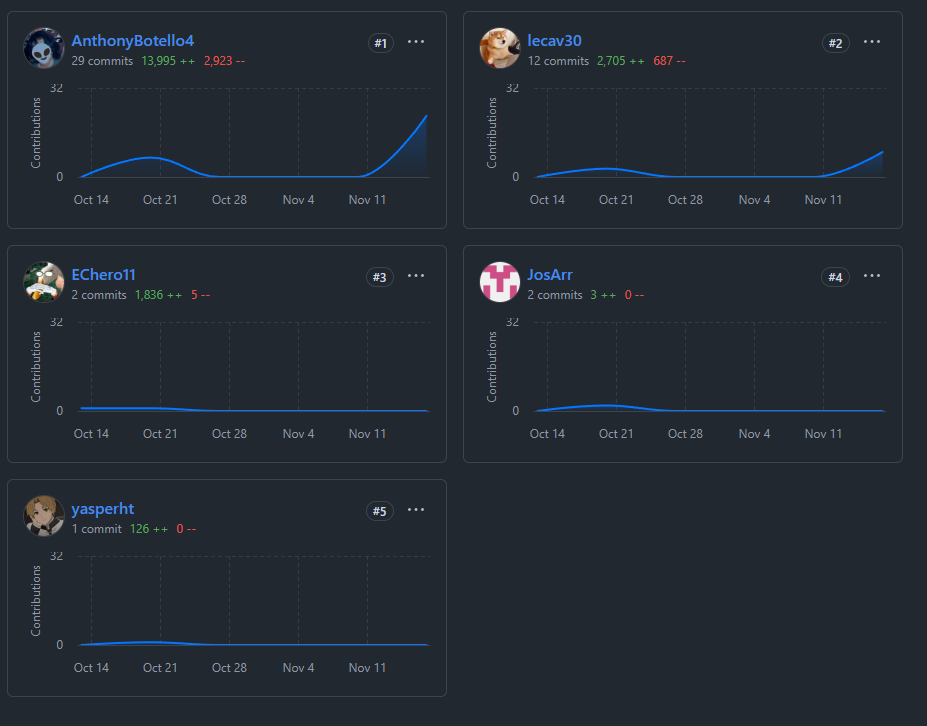 AnthonyBotello4 #1 ···
29 commits 13,995 ++ 2,923 --
32
Contributions
0
Oct 14 Oct 21 Oct 28 Nov 4 Nov 11
lecav30 #2 ···
12 commits 2,705 ++ 687 --
32
Contributions
0
Oct 14 Oct 21 Oct 28 Nov 4 Nov 11
EChero11 #3 ···
2 commits 1,836 ++ 5 --
32
Contributions
0
Oct 14 Oct 21 Oct 28 Nov 4 Nov 11
JosArr #4 ···
2 commits 3 ++ 0 --
32
Contributions
0
Oct 14 Oct 21 Oct 28 Nov 4 Nov 11
yasperht #5 ···
1 commit 126 ++ 0 --
32
Contributions
0
Oct 14 Oct 21 Oct 28 Nov 4 Nov 11